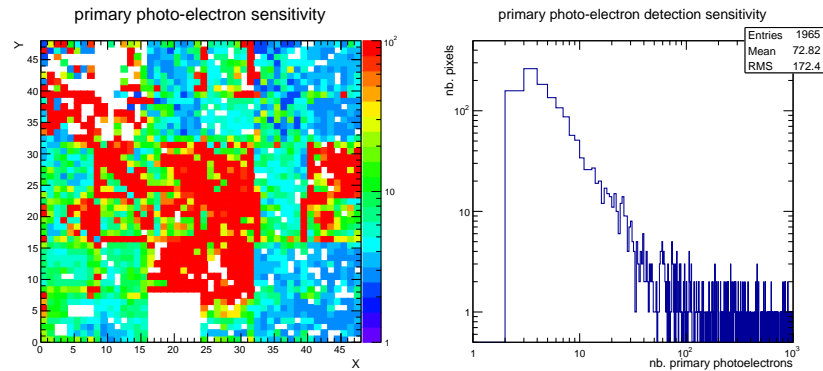 primary photo-electron sensitivity
Y
45
40
35
30
25
20
15
10
5
0
0 5 10 15 20 25 30 35 40 45
X
10²
10
1
primary photo-electron detection sensitivity
Entries 1965
Mean 72.82
RMS 172.4
nb. pixels
10²
10
1
1 10 10² 10³
nb. primary photoelectrons